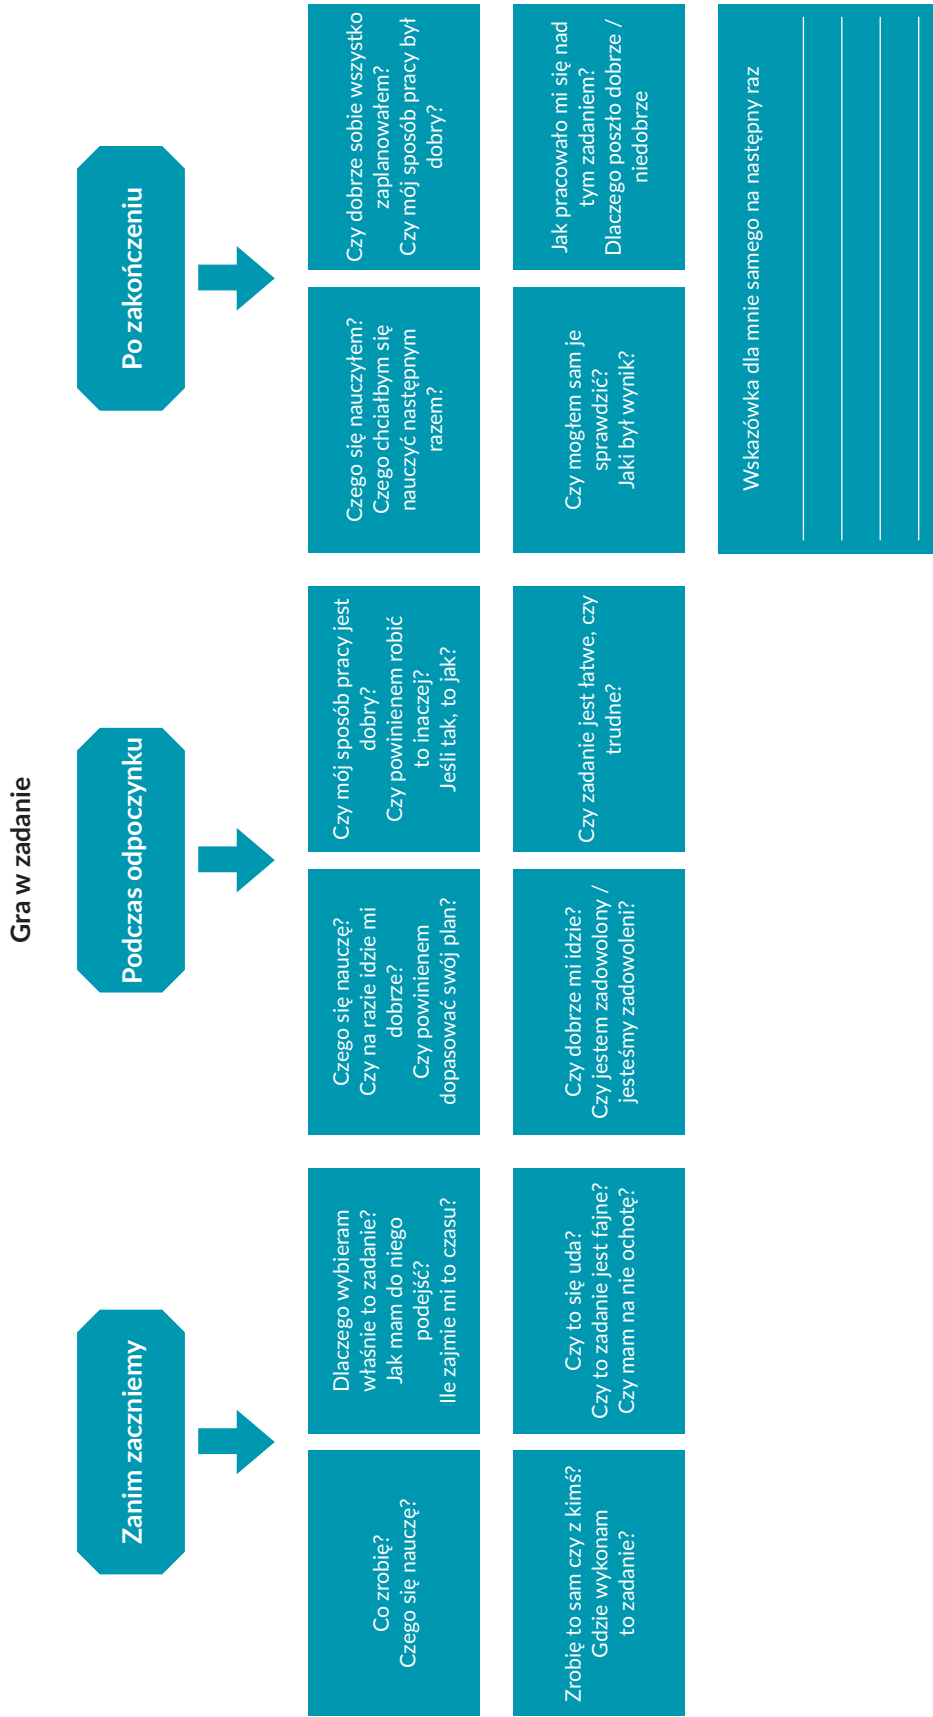 Gra w zadanie
Zanim zaczniemy
Co zrobię?
Czego się nauczę?
Dlaczego wybieram
właśnie to zadanie?
Jak mam do niego
podejść?
Ile zajmie mi to czasu?
Zrobię to sam czy z kimś?
Gdzie wykonam
to zadanie?
Czy to się uda?
Czy to zadanie jest fajne?
Czy mam na nie ochotę?
Podczas odpoczynku
Czego się nauczę?
Czy na razie idzie mi
dobrze?
Czy powinienem
dopasować swój plan?
Czy mój sposób pracy jest
dobry?
Czy powinienem robić
to inaczej?
Jeśli tak, to jak?
Czy dobrze mi idzie?
Czy jestem zadowolony /
jesteśmy zadowoleni?
Czy zadanie jest łatwe, czy
trudne?
Po zakończeniu
Czego się nauczyłem?
Czego chciałbym się
nauczyć następnym
razem?
Czy dobrze sobie wszystko
zaplanowałem?
Czy mój sposób pracy był
dobry?
Czy mogłem sam je
sprawdzić?
Jaki był wynik?
Jak pracowało mi się nad
tym zadaniem?
Dlaczego poszło dobrze /
niedobrze
Wskazówka dla mnie samego na następny raz